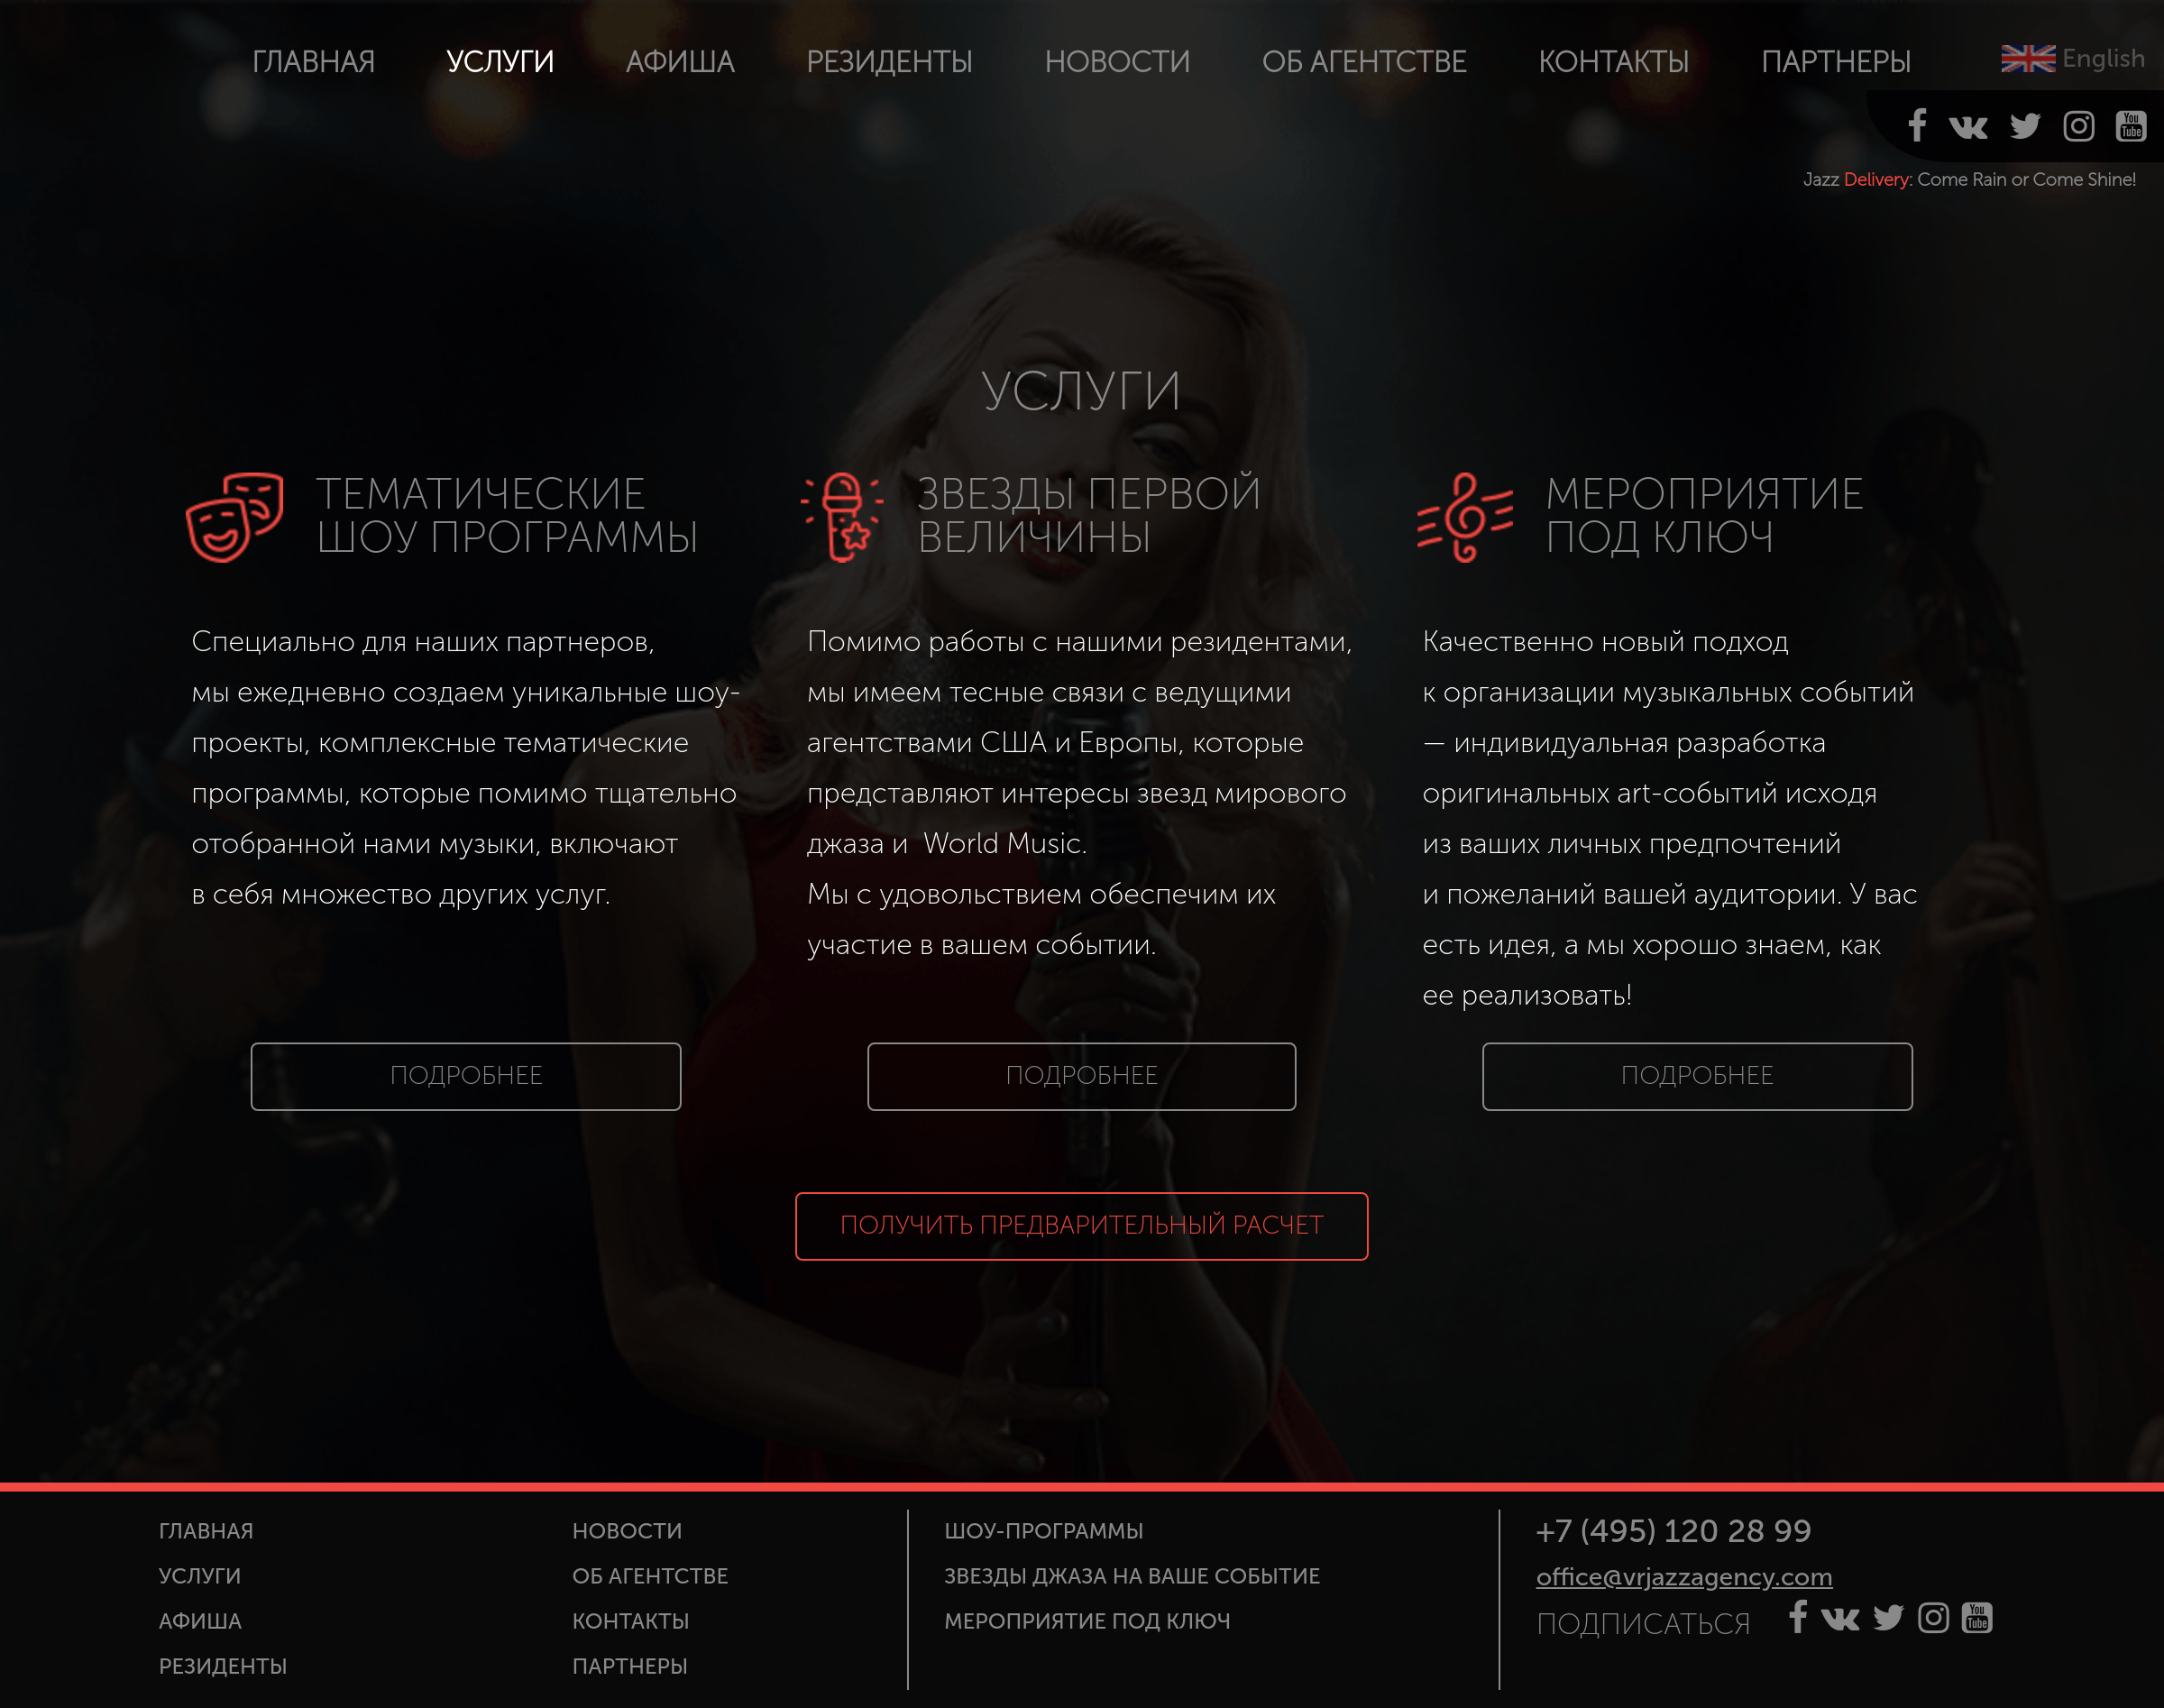 ГЛАВНАЯ УСЛУГИ АФИША РЕЗИДЕНТЫ НОВОСТИ ОБ АГЕНТСТВЕ КОНТАКТЫ ПАРТНЕРЫ English
You Tube
Jazz Delivery: Come Rain or Come Shine!
УСЛУГИ
ТЕМАТИЧЕСКИЕ
ШОУ ПРОГРАММЫ
Специально для наших партнеров,
мы ежедневно создаем уникальные шоу-
проекты, комплексные тематические
программы, которые помимо тщательно
отобранной нами музыки, включают
в себя множество других услуг.
ПОДРОБНЕЕ
ЗВЕЗДЫ ПЕРВОЙ
ВЕЛИЧИНЫ
Помимо работы с нашими резидентами,
мы имеем тесные связи с ведущими
агентствами США и Европы, которые
представляют интересы звезд мирового
джаза и World Music.
Мы с удовольствием обеспечим их
участие в вашем событии.
ПОДРОБНЕЕ
МЕРОПРИЯТИЕ
ПОД КЛЮЧ
Качественно новый подход
к организации музыкальных событий
— индивидуальная разработка
оригинальных art-событий исходя
из ваших личных предпочтений
и пожеланий вашей аудитории. У вас
есть идея, а мы хорошо знаем, как
ее реализовать!
ПОДРОБНЕЕ
ПОЛУЧИТЬ ПРЕДВАРИТЕЛЬНЫЙ РАСЧЕТ
ГЛАВНАЯ
УСЛУГИ
АФИША
РЕЗИДЕНТЫ
НОВОСТИ
ОБ АГЕНТСТВЕ
КОНТАКТЫ
ПАРТНЕРЫ
ШОУ-ПРОГРАММЫ
ЗВЕЗДЫ ДЖАЗА НА ВАШЕ СОБЫТИЕ
МЕРОПРИЯТИЕ ПОД КЛЮЧ
+7 (495) 120 28 99
office@vrjazzagency.com
ПОДПИСАТЬСЯ
You Tube